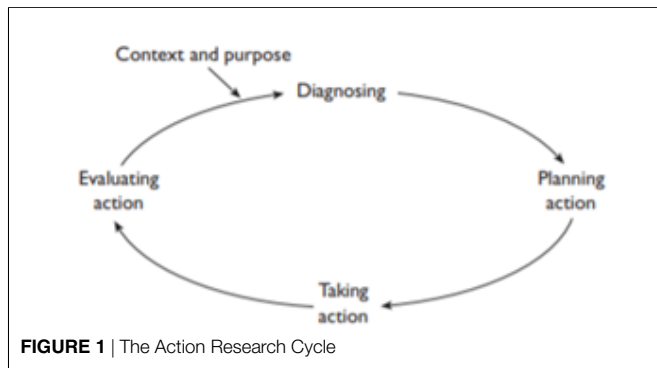 Context and purpose
Diagnosing
Evaluating
action
Planning
action
Taking
action
FIGURE 1 | The Action Research Cycle